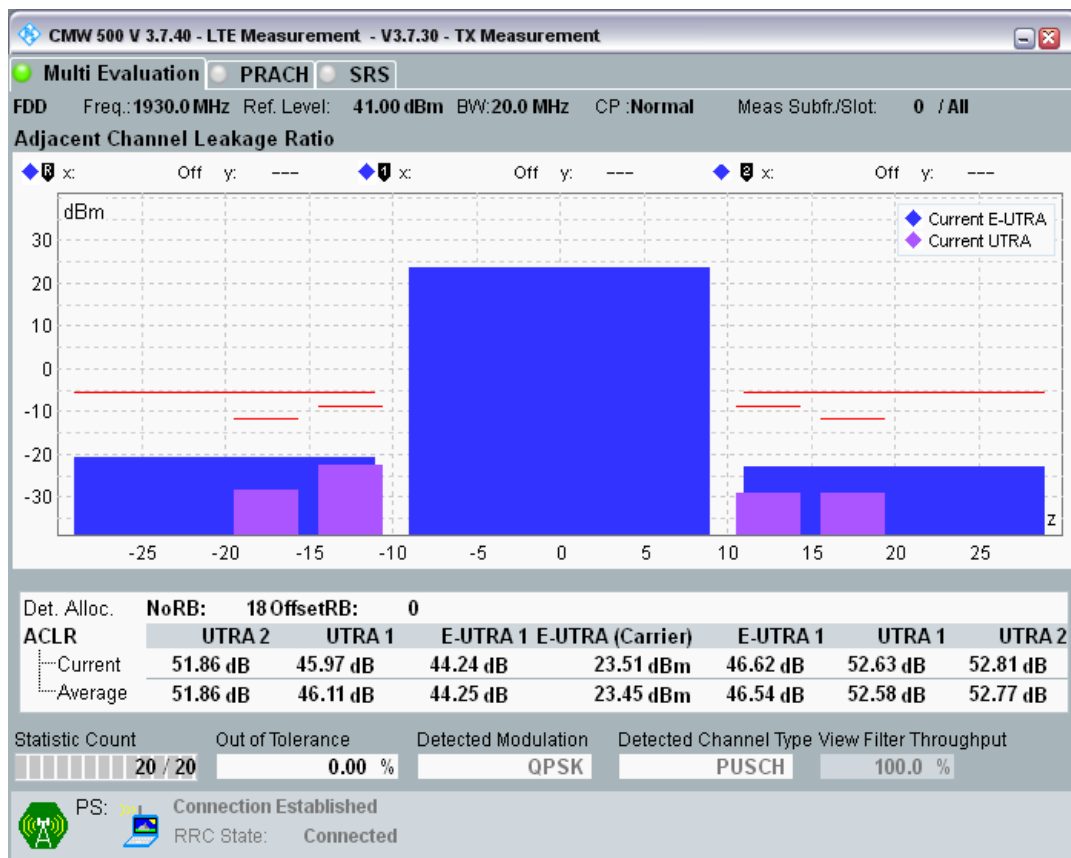 CMW 500 V 3.7.40 - LTE Measurement - V3.7.30 - TX Measurement
Multi Evaluation PRACH SRS
FDD Freq.: 1930.0 MHz Ref. Level: 41.00 dBm BW: 20.0 MHz CP : Normal Meas Subfr./Slot: 0 / All
Adjacent Channel Leakage Ratio
R x: Off y: --- 1 x: Off y: --- 2 x: Off y: ---
dBm
Current E-UTRA
Current UTRA
30
20
10
0
-10
-20
-30
z
-25 -20 -15 -10 -5 0 5 10 15 20 25
Det. Alloc. NoRB: 18 OffsetRB: 0
ACLR UTRA 2 UTRA 1 E-UTRA 1 E-UTRA (Carrier) E-UTRA 1 UTRA 1 UTRA 2
Current 51.86 dB 45.97 dB 44.24 dB 23.51 dBm 46.62 dB 52.63 dB 52.81 dB
Average 51.86 dB 46.11 dB 44.25 dB 23.45 dBm 46.54 dB 52.58 dB 52.77 dB
Statistic Count Out of Tolerance Detected Modulation Detected Channel Type View Filter Throughput
20 / 20 0.00 % QPSK PUSCH 100.0 %
PS: Connection Established
RRC State: Connected